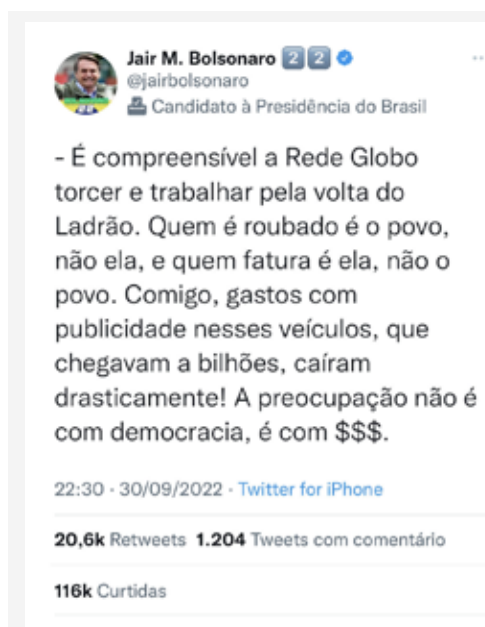 Jair M. Bolsonaro 2️⃣2️⃣
@jairbolsonaro
Candidato à Presidência do Brasil
- É compreensível a Rede Globo
torcer e trabalhar pela volta do
Ladrão. Quem é roubado é o povo,
não ela, e quem fatura é ela, não o
povo. Comigo, gastos com
publicidade nesses veículos, que
chegavam a bilhões, caíram
drasticamente! A preocupação não é
com democracia, é com $$$.
22:30 · 30/09/2022 · Twitter for iPhone
20,6k Retweets 1.204 Tweets com comentário
116k Curtidas